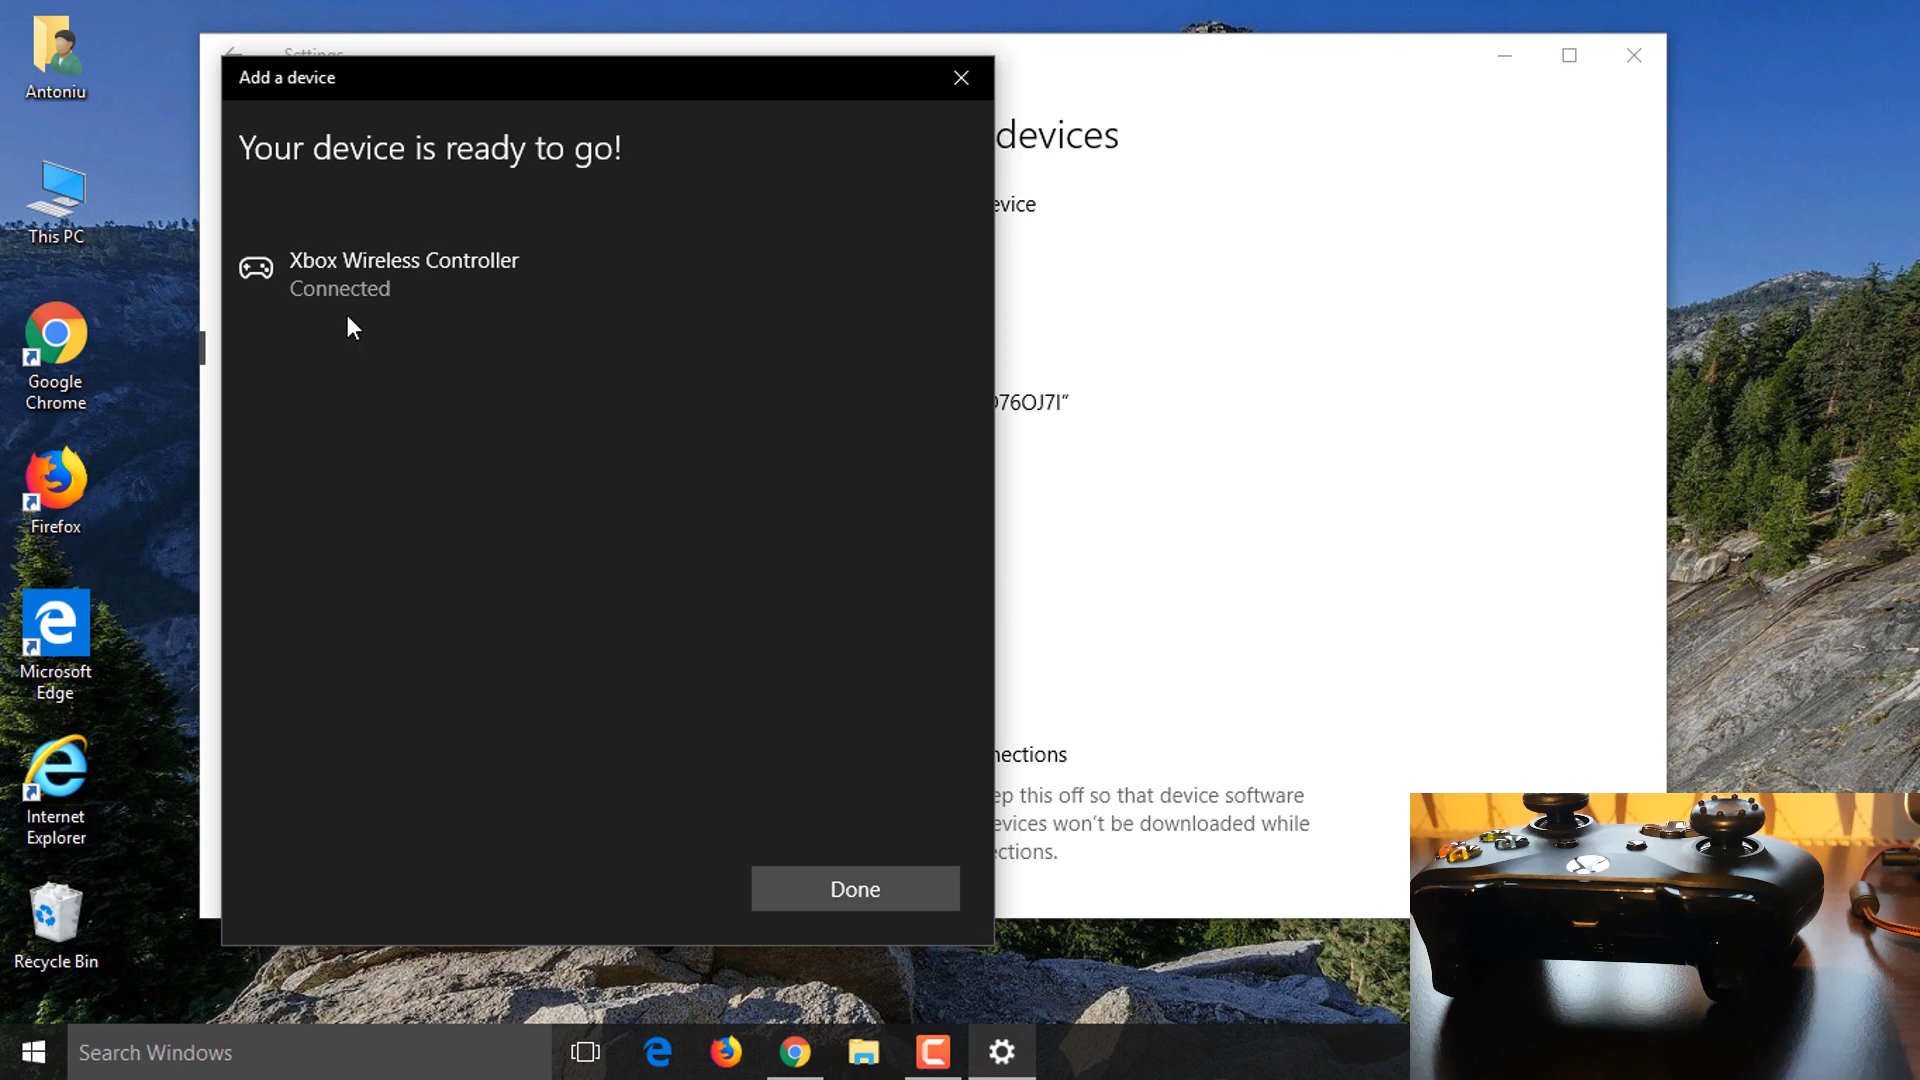 Antoniu
This PC
Google
Chrome
Firefox
Microsoft
Edge
Internet
Explorer
Recycle Bin
Settings
Add a device
Your device is ready to go!
Xbox Wireless Controller
Connected
Done
devices
evice
76OJ7I”
nections
ep this off so that device software
evices won’t be downloaded while
ections.
Search Windows